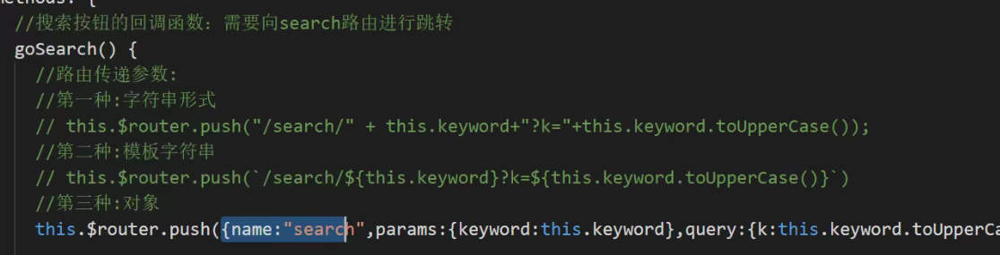 methods: {
//搜索按钮的回调函数：需要向search路由进行跳转
goSearch() {
//路由传递参数:
//第一种:字符串形式
// this.$router.push("/search/" + this.keyword+"?k="+this.keyword.toUpperCase());
//第二种:模板字符串
// this.$router.push(`/search/${this.keyword}?k=${this.keyword.toUpperCase()}`)
//第三种:对象
this.$router.push({name:"search",params:{keyword:this.keyword},query:{k:this.keyword.toUpperCa